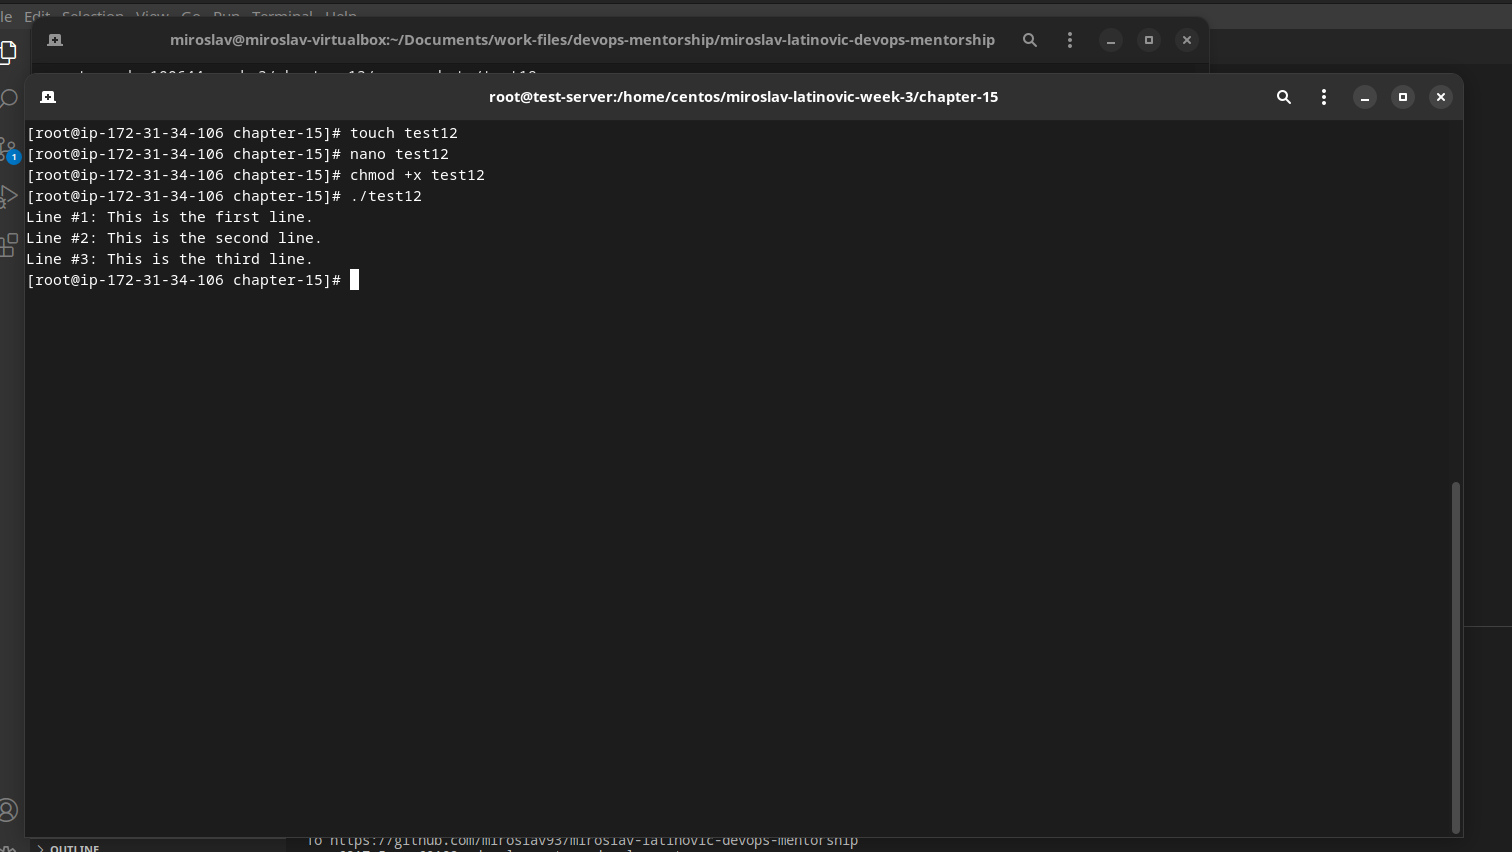 Edit Selection View Go Run Terminal Help
miroslav@miroslav-virtualbox:~/Documents/work-files/devops-mentorship/miroslav-latinovic-devops-mentorship
root@test-server:/home/centos/miroslav-latinovic-week-3/chapter-15
[root@ip-172-31-34-106 chapter-15]# touch test12
[root@ip-172-31-34-106 chapter-15]# nano test12
[root@ip-172-31-34-106 chapter-15]# chmod +x test12
[root@ip-172-31-34-106 chapter-15]# ./test12
Line #1: This is the first line.
Line #2: This is the second line.
Line #3: This is the third line.
[root@ip-172-31-34-106 chapter-15]#
1
To https://github.com/miroslav93/miroslav-latinovic-devops-mentorship
OUTLINE